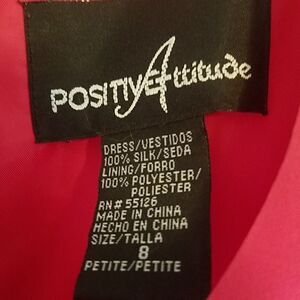 POSITIVE Attitude
DRESS/VESTIDOS
100% SILK/SEDA
LINING/FORRO
100% POLYESTER/
POLIESTER
RN# 55126
MADE IN CHINA
HECHO EN CHINA
SIZE/TALLA
8
PETITE/PETITE